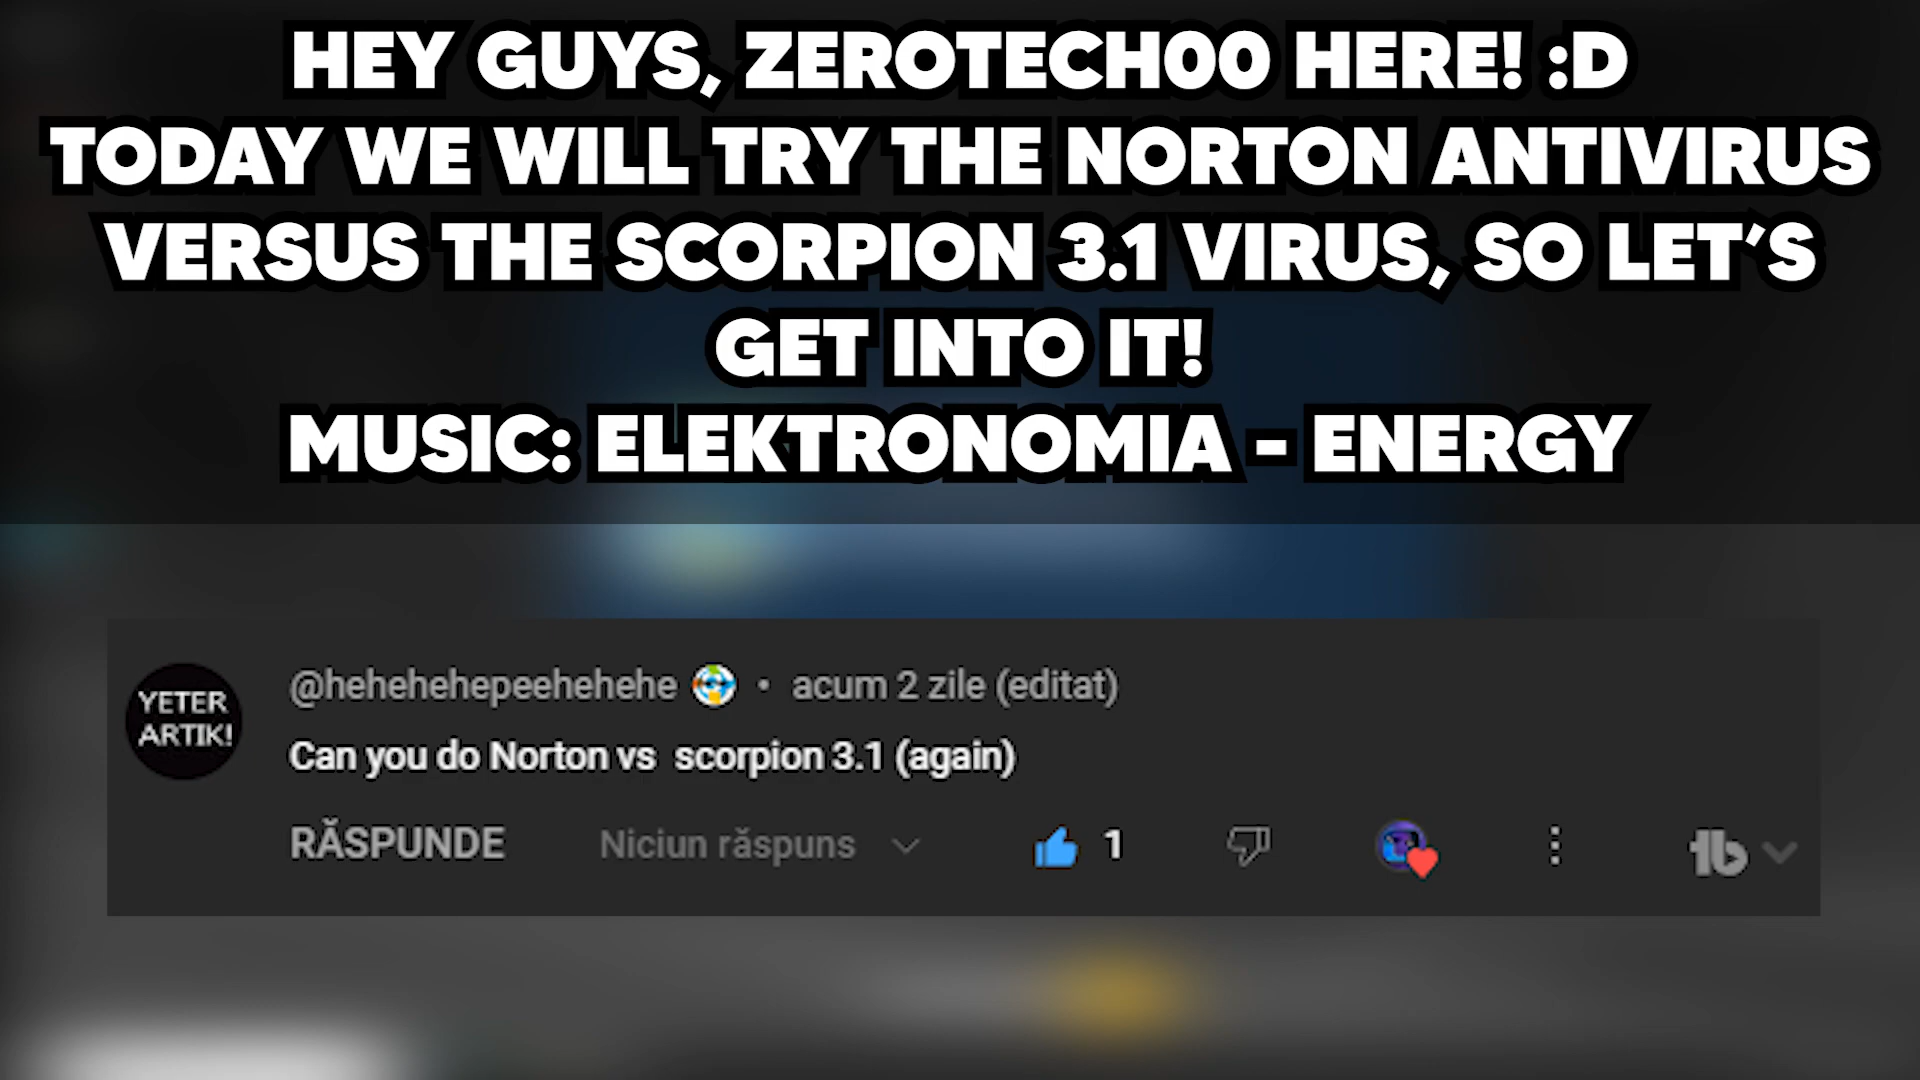 HEY GUYS, ZEROTECH00 HERE! :D
TODAY WE WILL TRY THE NORTON ANTIVIRUS
VERSUS THE SCORPION 3.1 VIRUS, SO LET'S
GET INTO IT!
MUSIC: ELEKTRONOMIA - ENERGY
YETER
ARTIK!
@hehehehepeehehehe • acum 2 zile (editat)
Can you do Norton vs scorpion 3.1 (again)
RĂSPUNDE Niciun răspuns 1 tb